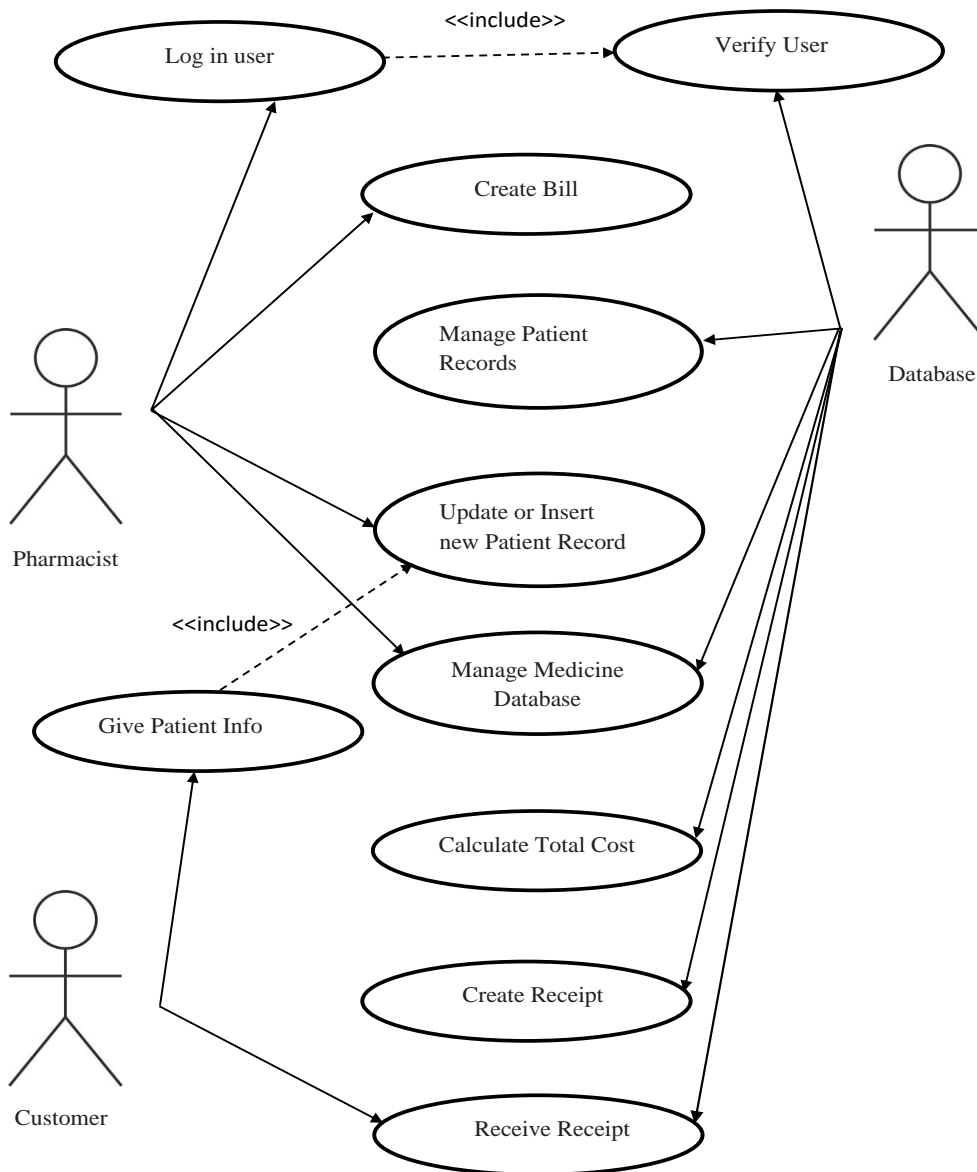 <<include>>
Log in user
Verify User
Create Bill
Manage Patient
Records
Database
Update or Insert
new Patient Record
Pharmacist
<<include>>
Manage Medicine
Database
Give Patient Info
Calculate Total Cost
Create Receipt
Customer
Receive Receipt